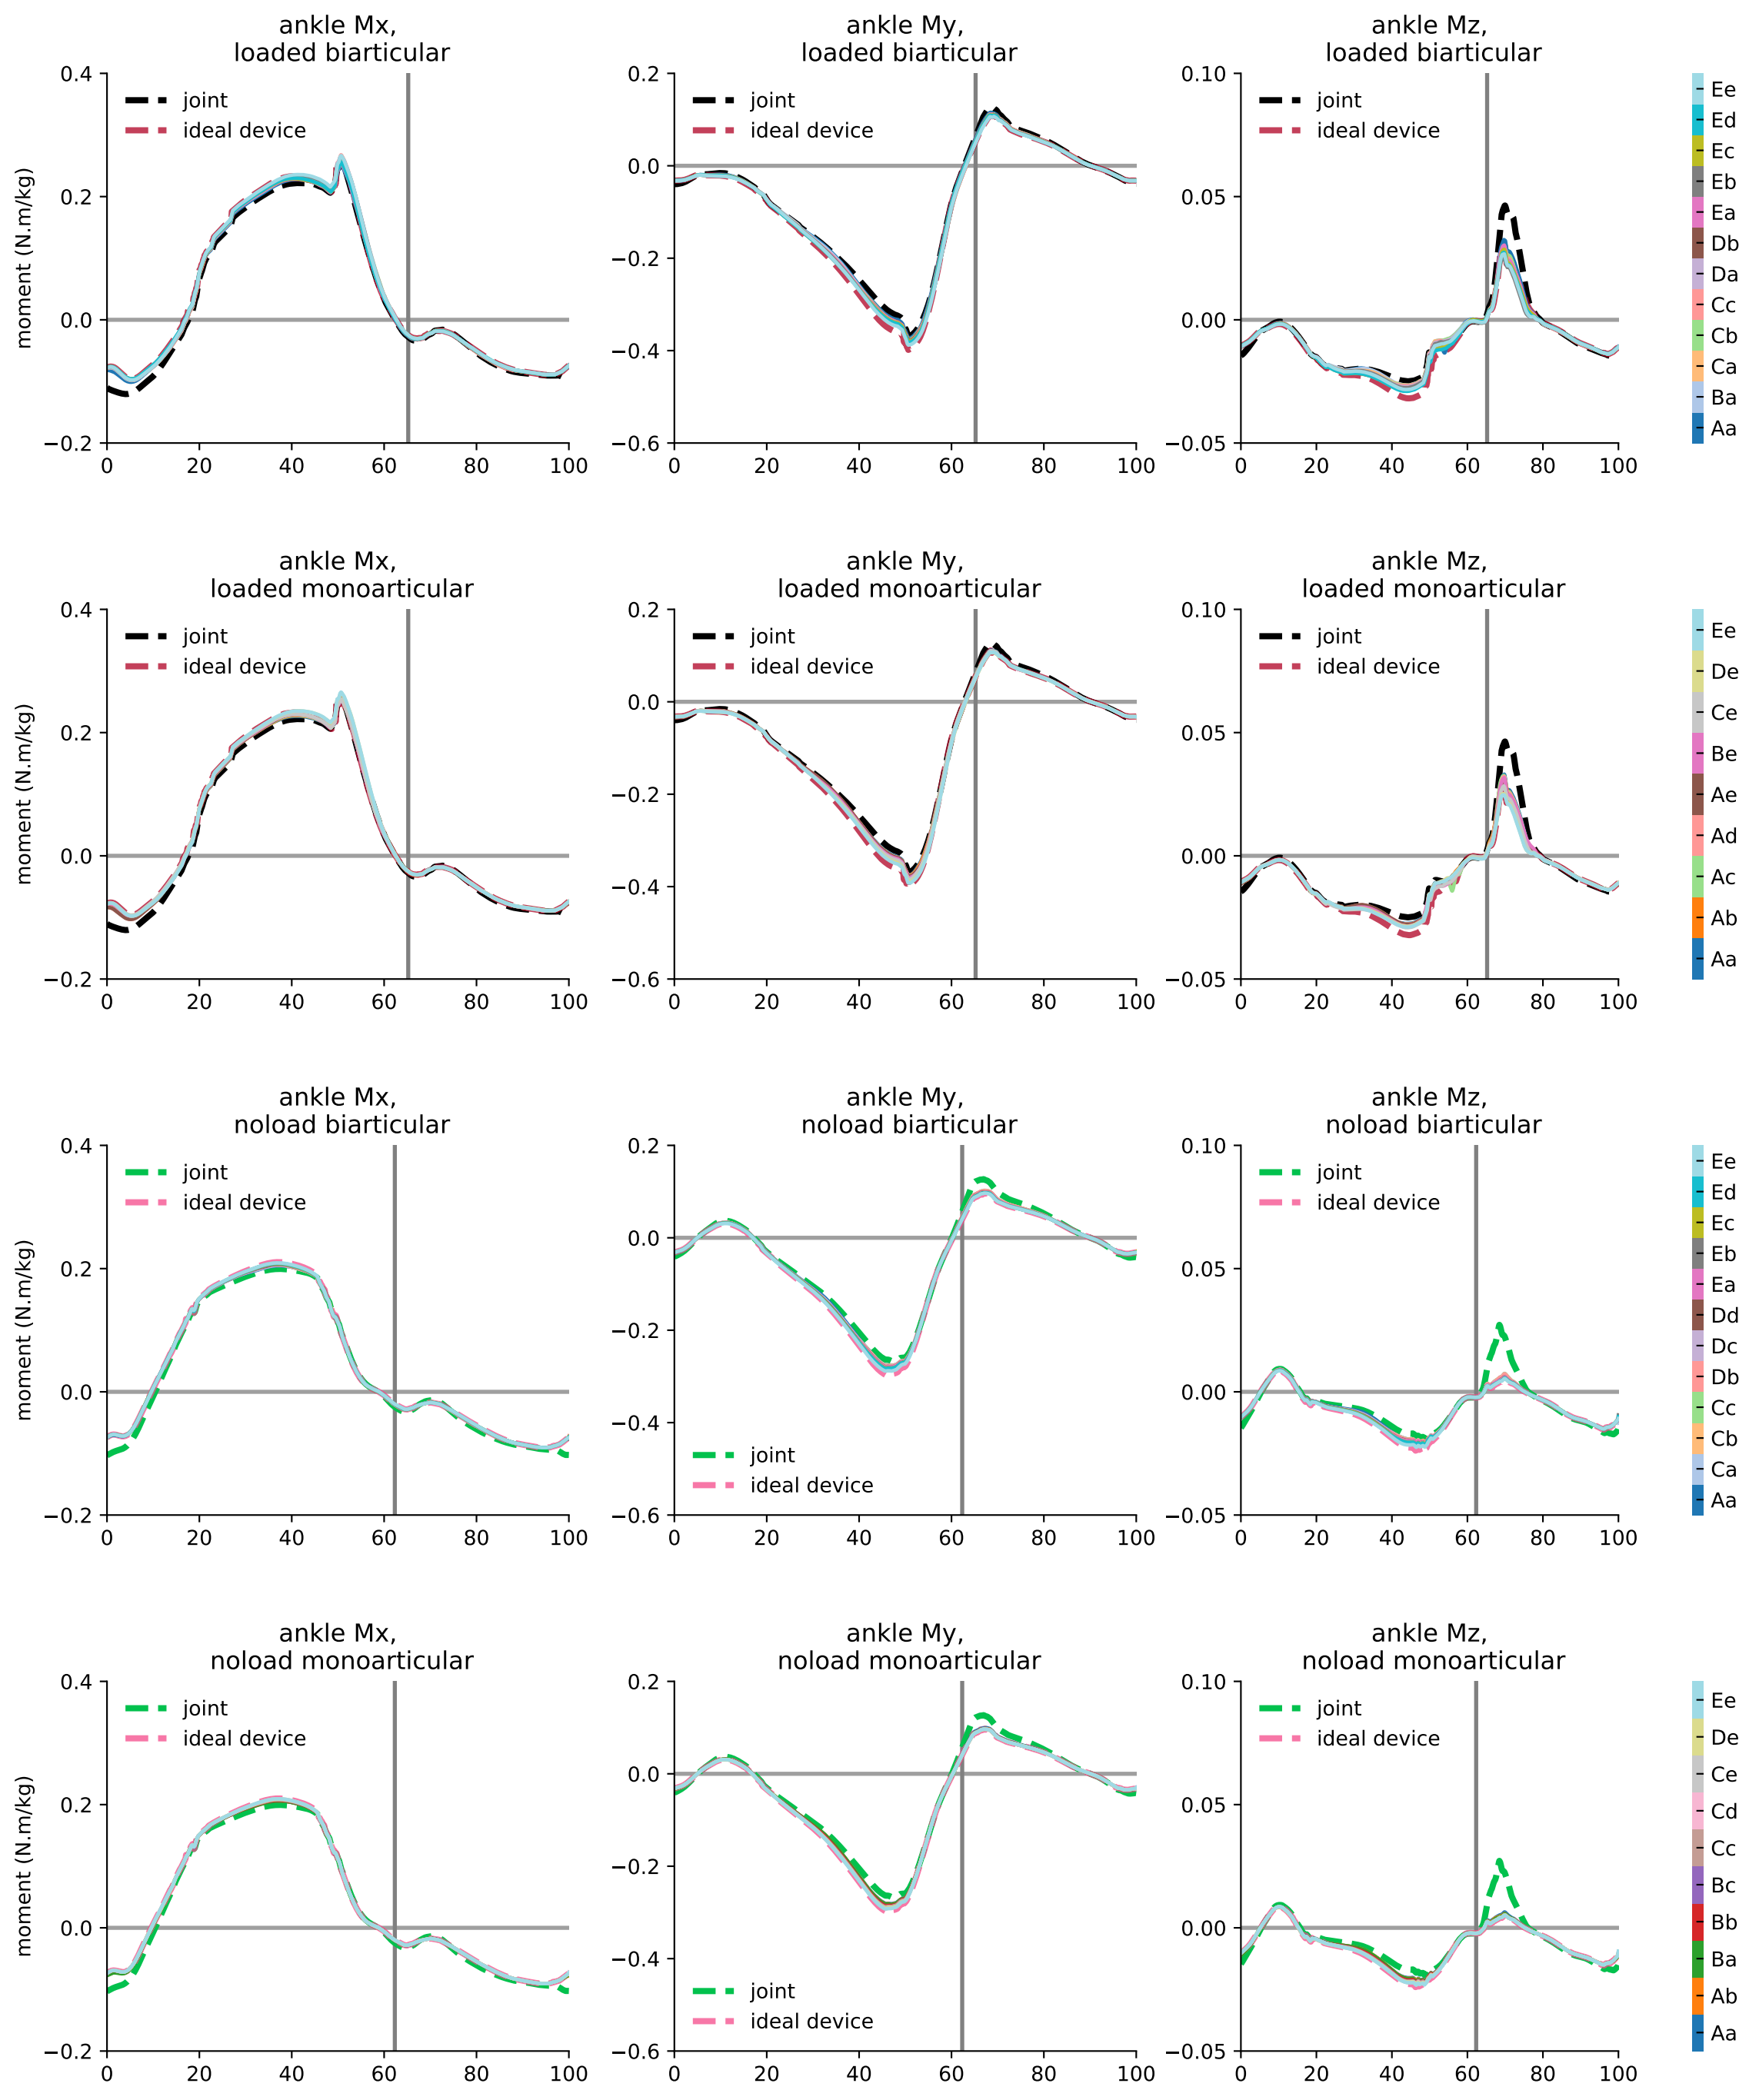 ankle Mx,
loaded biarticular
ankle My,
loaded biarticular
ankle Mz,
loaded biarticular
moment (N.m/kg)
0.4
0.2
0.0
−0.2
0 20 40 60 80 100
joint
ideal device
0.2
0.0
−0.2
−0.4
−0.6
0 20 40 60 80 100
joint
ideal device
0.10
0.05
0.00
−0.05
0 20 40 60 80 100
joint
ideal device
Ee
Ed
Ec
Eb
Ea
Db
Da
Cc
Cb
Ca
Ba
Aa
ankle Mx,
loaded monoarticular
ankle My,
loaded monoarticular
ankle Mz,
loaded monoarticular
moment (N.m/kg)
0.4
0.2
0.0
−0.2
0 20 40 60 80 100
joint
ideal device
0.2
0.0
−0.2
−0.4
−0.6
0 20 40 60 80 100
joint
ideal device
0.10
0.05
0.00
−0.05
0 20 40 60 80 100
joint
ideal device
Ee
De
Ce
Be
Ae
Ad
Ac
Ab
Aa
ankle Mx,
noload biarticular
ankle My,
noload biarticular
ankle Mz,
noload biarticular
moment (N.m/kg)
0.4
0.2
0.0
−0.2
0 20 40 60 80 100
joint
ideal device
0.2
0.0
−0.2
−0.4
−0.6
0 20 40 60 80 100
joint
ideal device
0.10
0.05
0.00
−0.05
0 20 40 60 80 100
joint
ideal device
Ee
Ed
Ec
Eb
Ea
Dd
Dc
Db
Cc
Cb
Ca
Aa
ankle Mx,
noload monoarticular
ankle My,
noload monoarticular
ankle Mz,
noload monoarticular
moment (N.m/kg)
0.4
0.2
0.0
−0.2
0 20 40 60 80 100
joint
ideal device
0.2
0.0
−0.2
−0.4
−0.6
0 20 40 60 80 100
joint
ideal device
0.10
0.05
0.00
−0.05
0 20 40 60 80 100
joint
ideal device
Ee
De
Ce
Cd
Cc
Bc
Bb
Ba
Ab
Aa